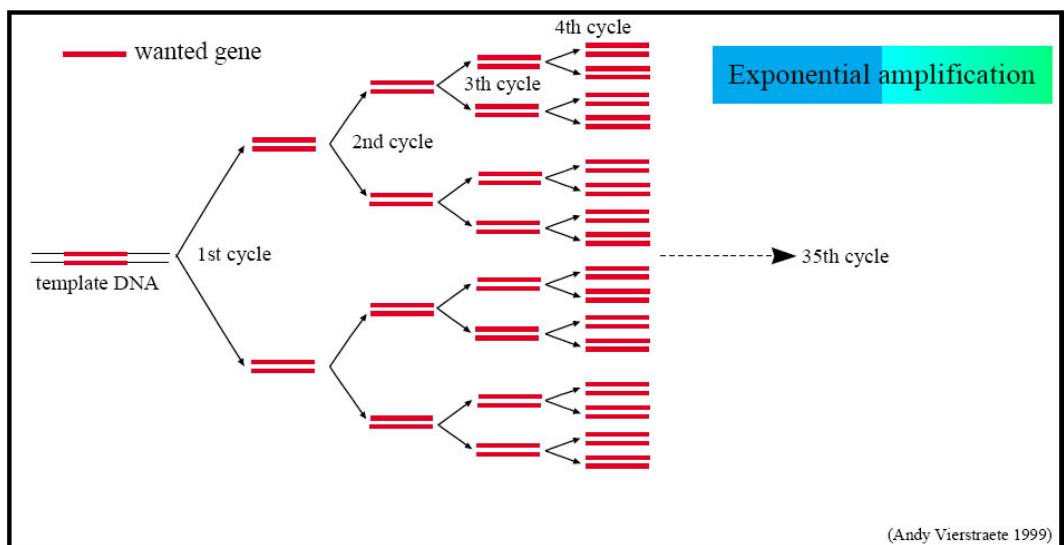 4th cycle
wanted gene
Exponential amplification
3th cycle
2nd cycle
1st cycle
35th cycle
template DNA
(Andy Vierstraete 1999)